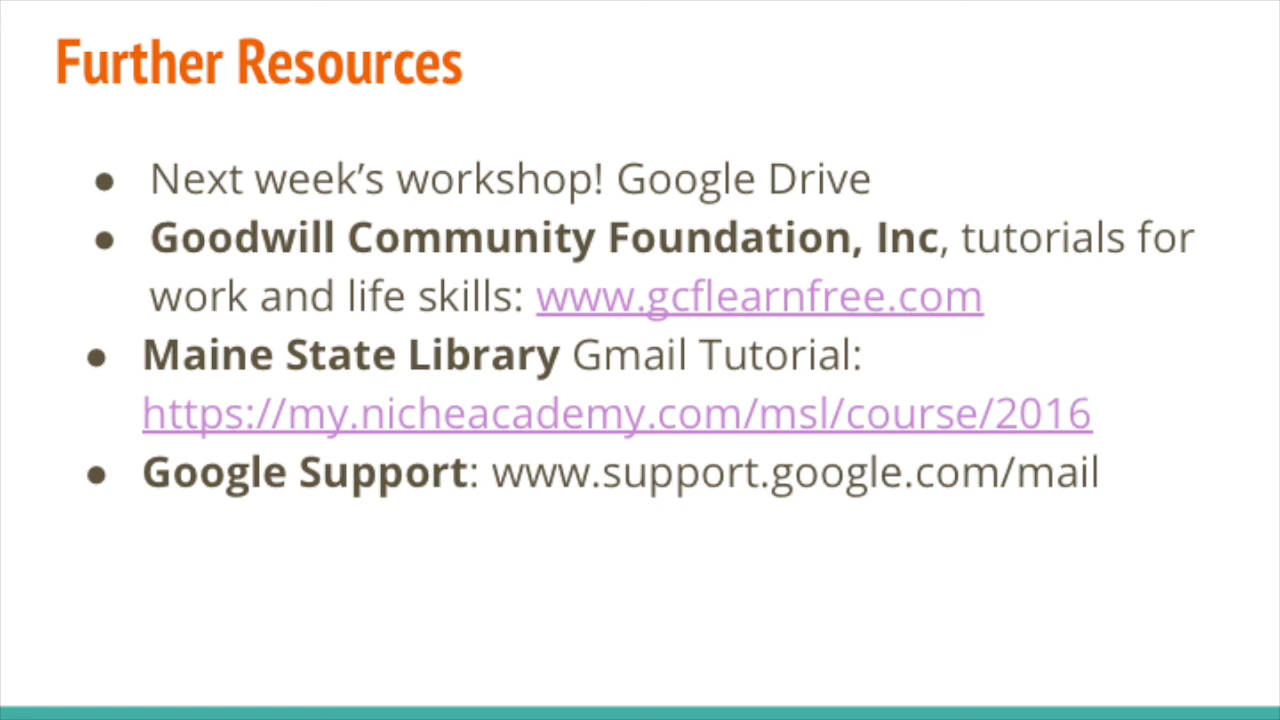 Further Resources
● Next week’s workshop! Google Drive
● Goodwill Community Foundation, Inc, tutorials for
work and life skills: www.gcflearnfree.com
● Maine State Library Gmail Tutorial:
https://my.nicheacademy.com/msl/course/2016
● Google Support: www.support.google.com/mail